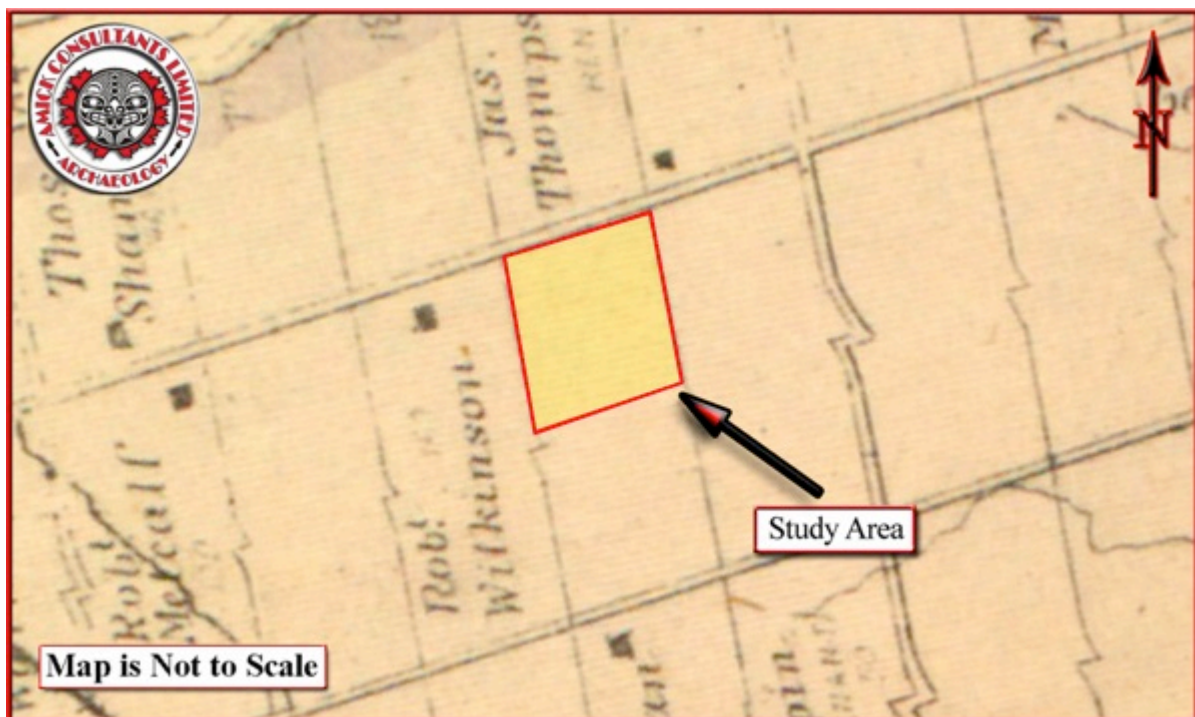 AMICK CONSULTANTS LIMITED
ARCHAEOLOGY
N
Thos
Shan
Jas.
Thomps
M
Robt
Wilkinson.
Robt
Metcalf
Study Area
Map is Not to Scale